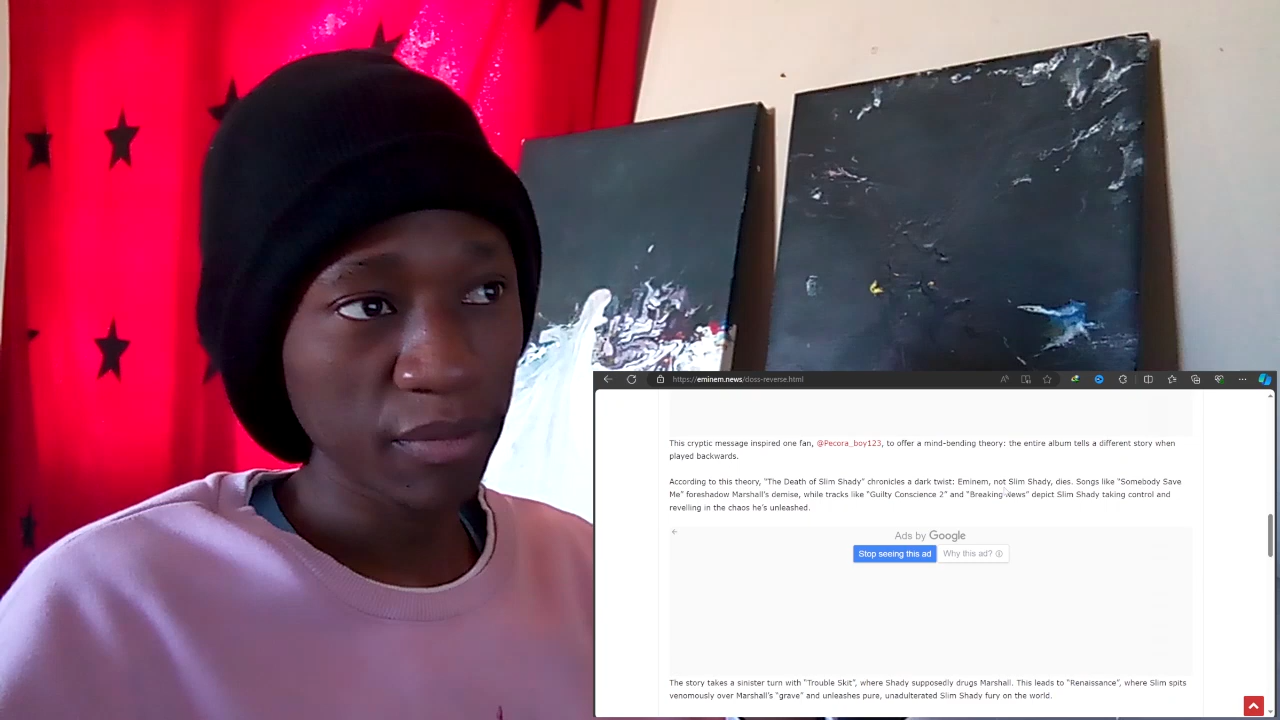 https://eminem.news/doss-reverse.html
This cryptic message inspired one fan, @Pecora_boy123, to offer a mind-bending theory: the entire album tells a different story when
played backwards.
According to this theory, “The Death of Slim Shady” chronicles a dark twist: Eminem, not Slim Shady, dies. Songs like “Somebody Save
Me” foreshadow Marshall’s demise, while tracks like “Guilty Conscience 2” and “Breaking News” depict Slim Shady taking control and
revelling in the chaos he’s unleashed.
Ads by Google
Stop seeing this ad
Why this ad?
The story takes a sinister turn with “Trouble Skit”, where Shady supposedly drugs Marshall. This leads to “Renaissance”, where Slim spits
venomously over Marshall’s “grave” and unleashes pure, unadulterated Slim Shady fury on the world.